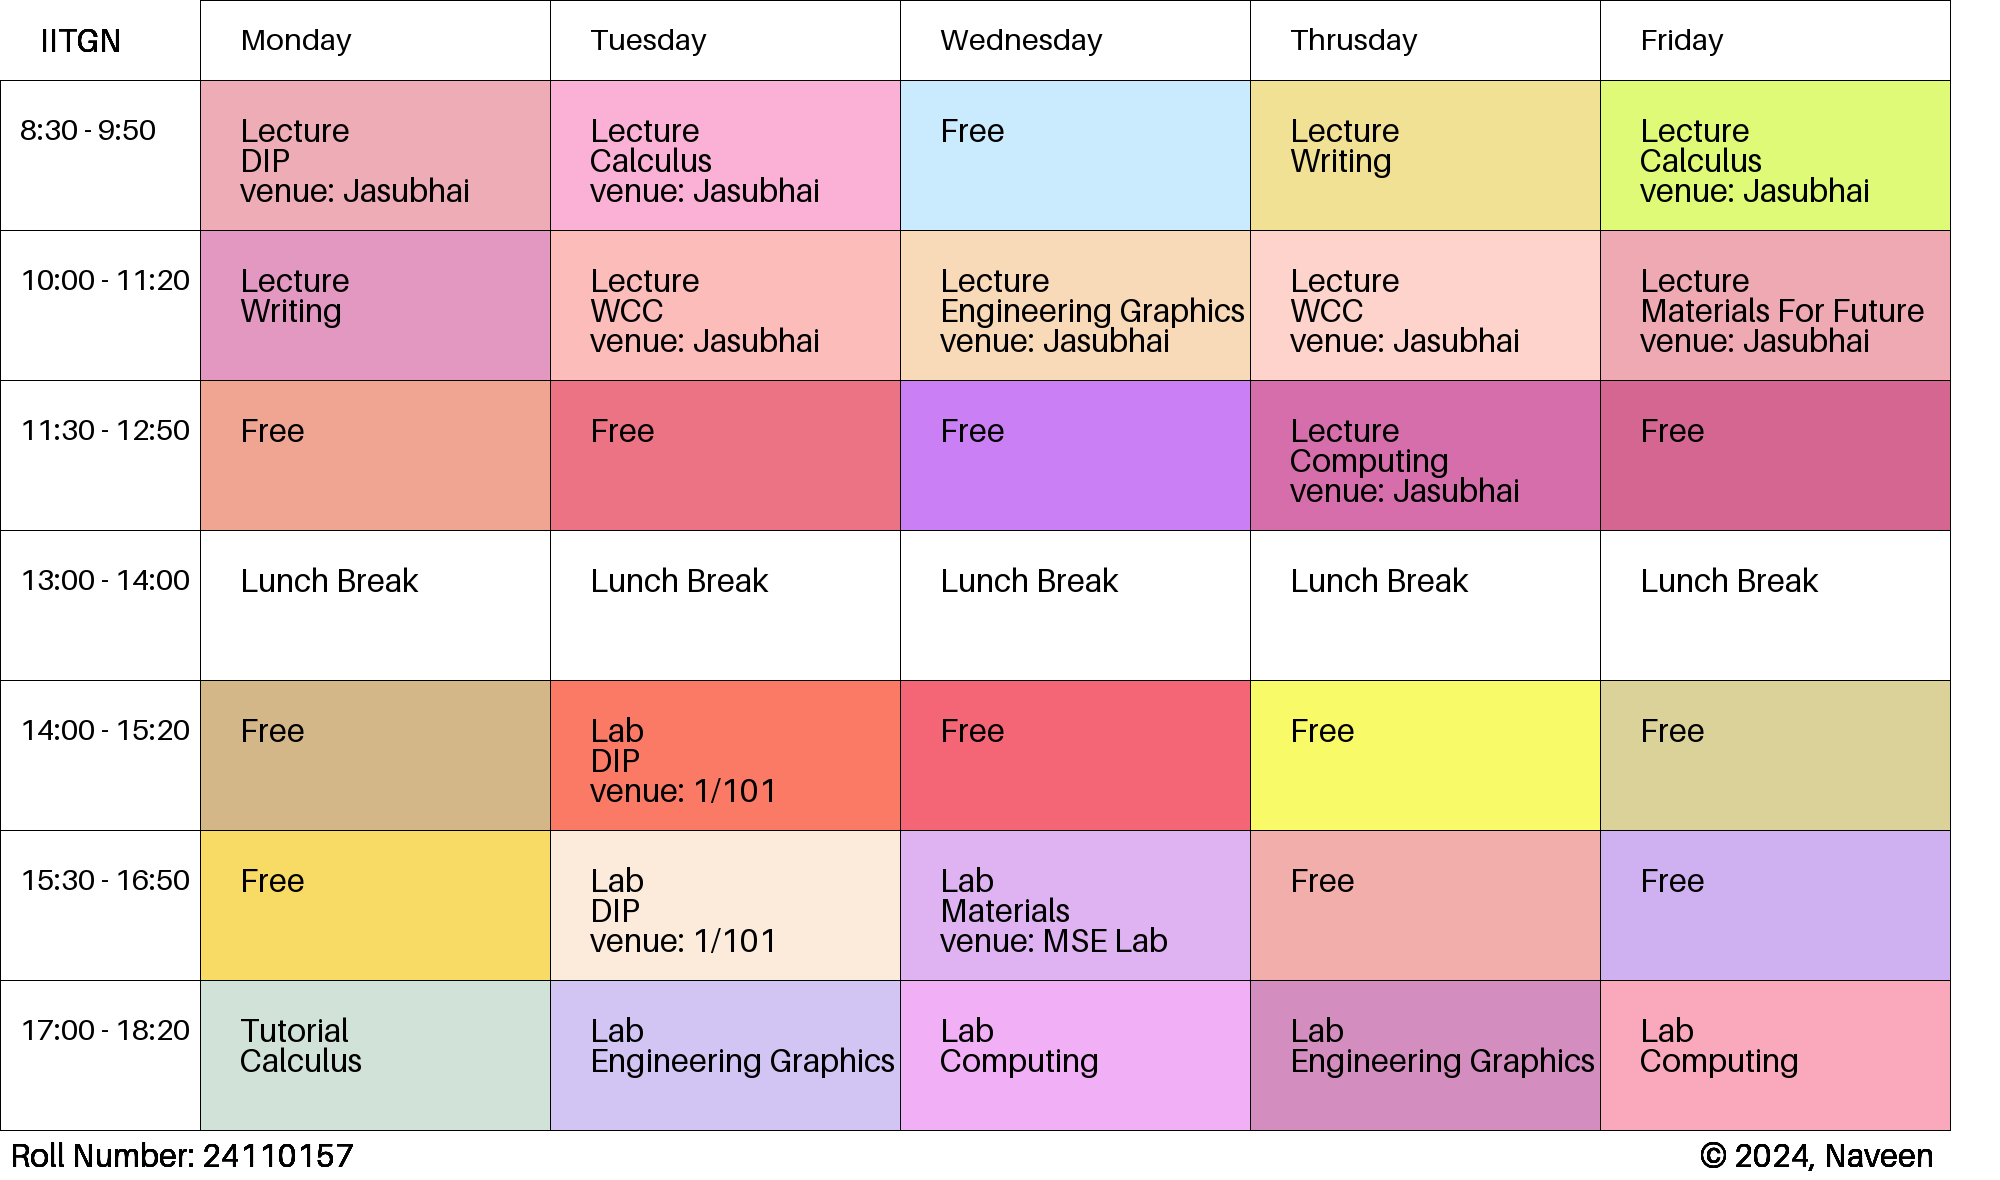 IITGN
Monday
Tuesday
Wednesday
Thrusday
Friday
8:30 - 9:50
Lecture
DIP
venue: Jasubhai
Lecture
Calculus
venue: Jasubhai
Free
Lecture
Writing
Lecture
Calculus
venue: Jasubhai
10:00 - 11:20
Lecture
Writing
Lecture
WCC
venue: Jasubhai
Lecture
Engineering Graphics
venue: Jasubhai
Lecture
WCC
venue: Jasubhai
Lecture
Materials For Future
venue: Jasubhai
11:30 - 12:50
Free
Free
Free
Lecture
Computing
venue: Jasubhai
Free
13:00 - 14:00
Lunch Break
Lunch Break
Lunch Break
Lunch Break
Lunch Break
14:00 - 15:20
Free
Lab
DIP
venue: 1/101
Free
Free
Free
15:30 - 16:50
Free
Lab
DIP
venue: 1/101
Lab
Materials
venue: MSE Lab
Free
Free
17:00 - 18:20
Tutorial
Calculus
Lab
Engineering Graphics
Lab
Computing
Lab
Engineering Graphics
Lab
Computing
Roll Number: 24110157
© 2024, Naveen